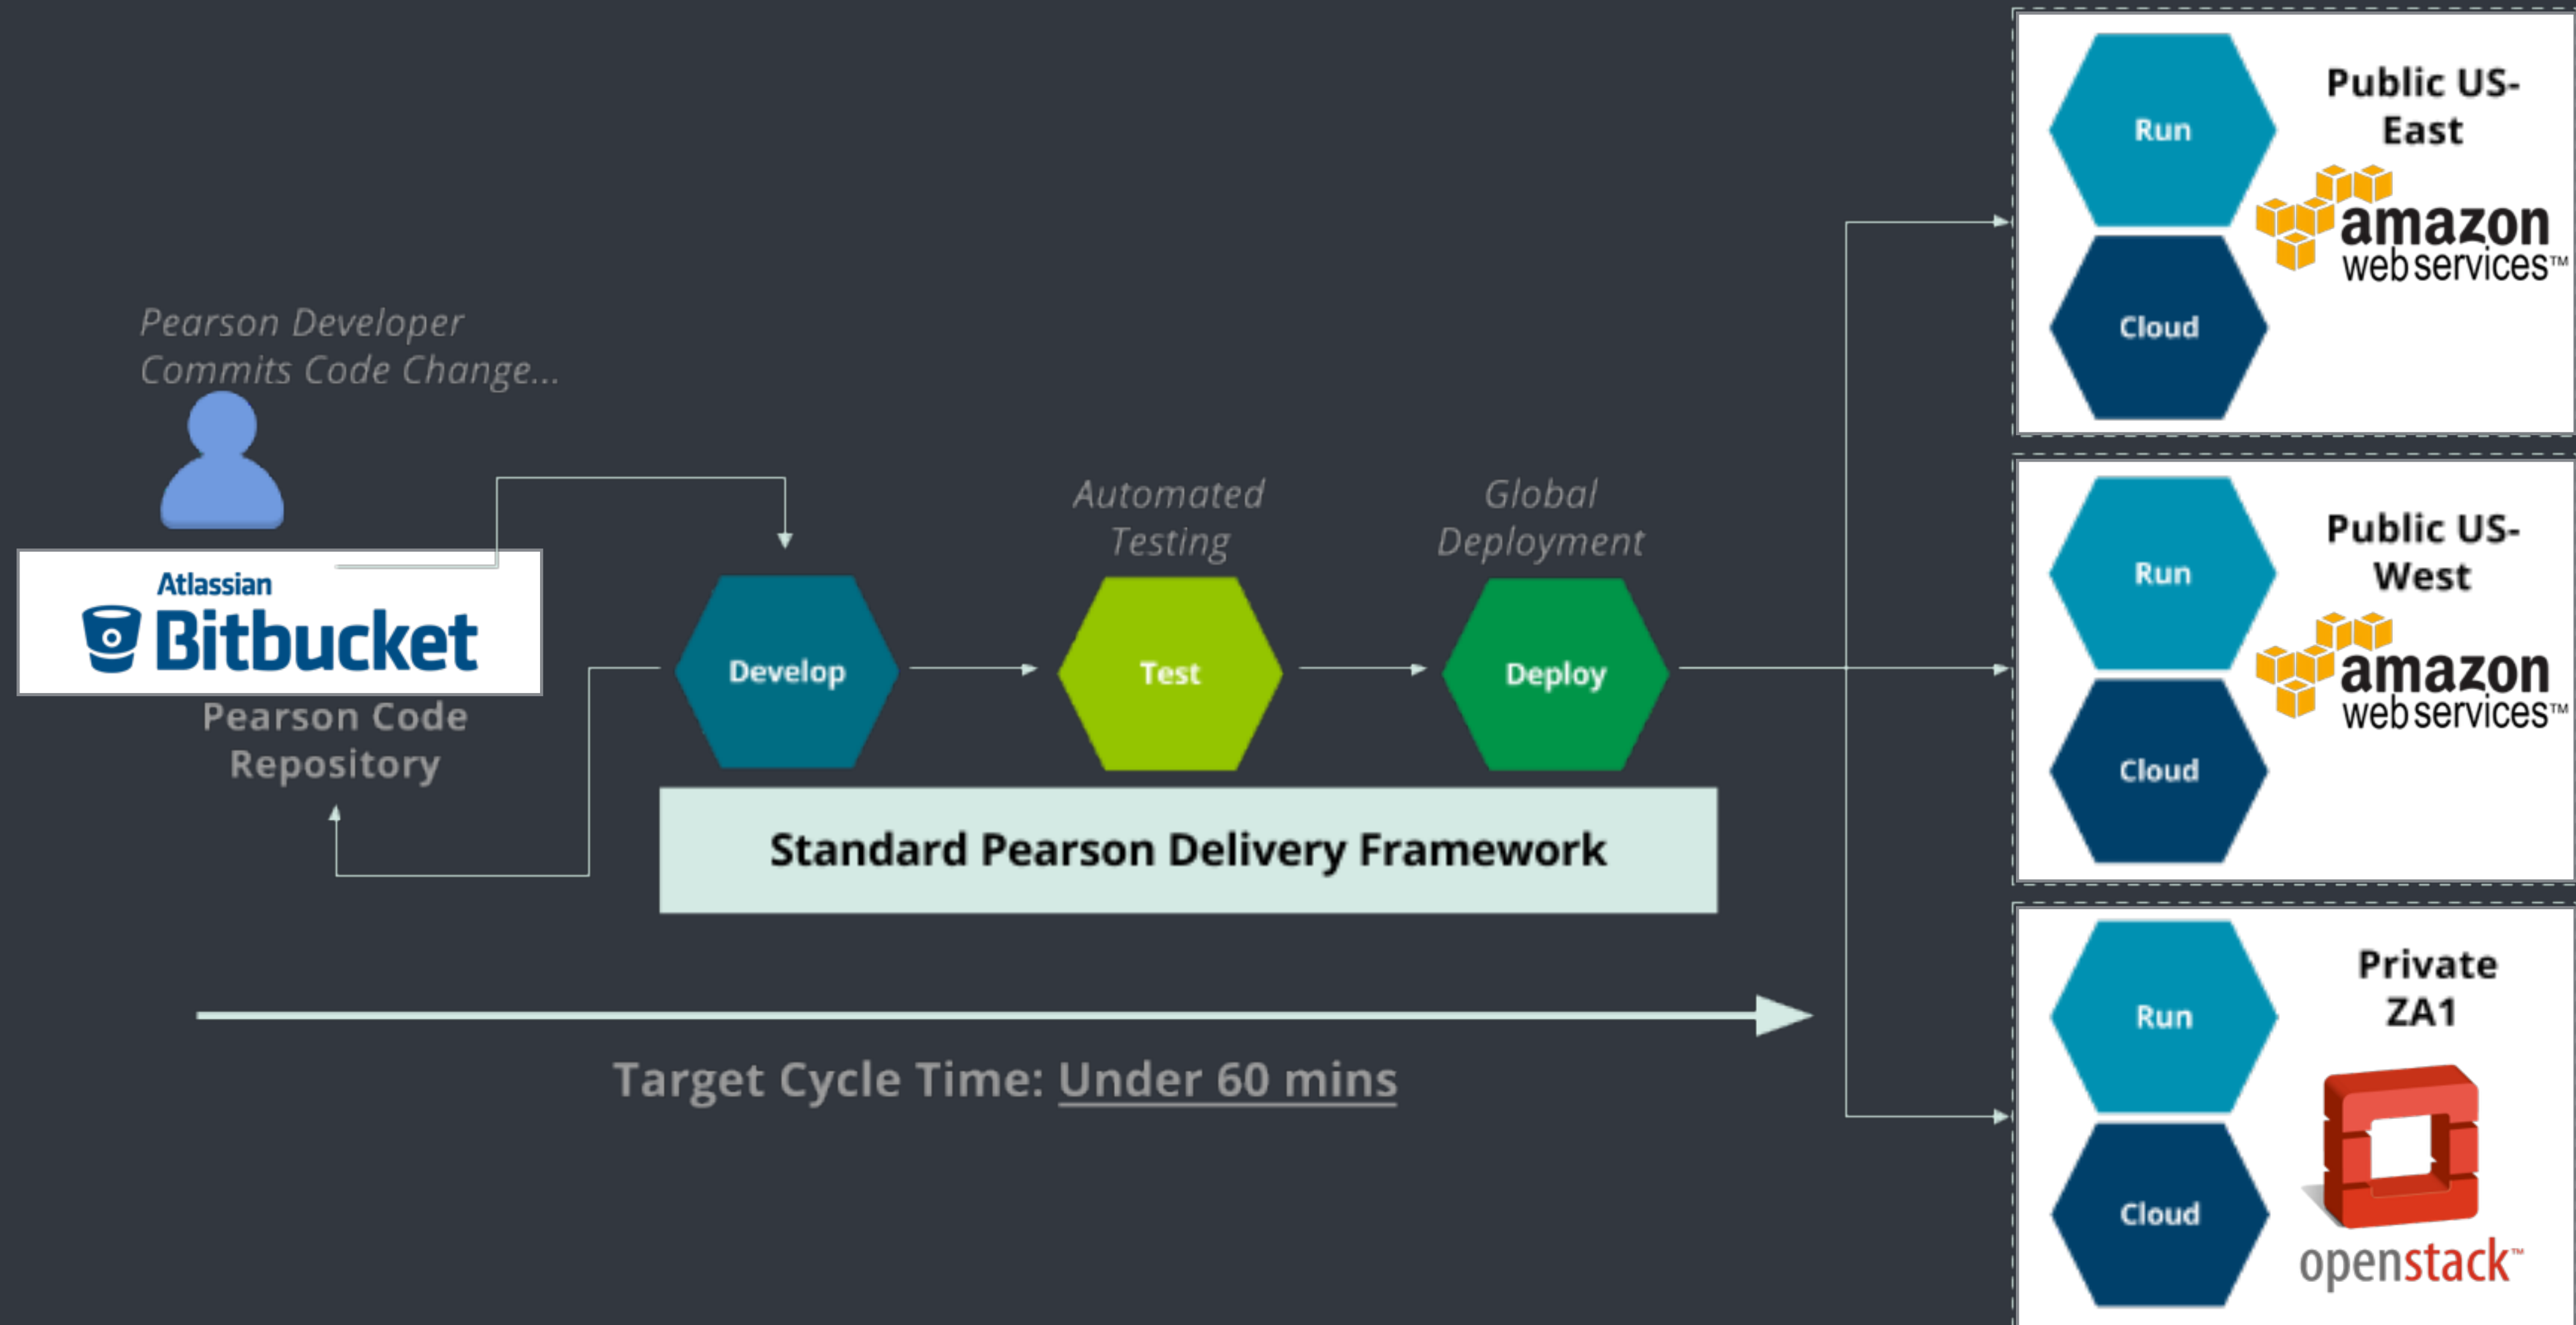 Pearson Developer
Commits Code Change...
Atlassian
Bitbucket
Pearson Code
Repository
Develop
Automated
Testing
Test
Global
Deployment
Deploy
Standard Pearson Delivery Framework
Target Cycle Time: Under 60 mins
Run
Cloud
Public US-
East
amazon
web services™
Run
Cloud
Public US-
West
amazon
web services™
Run
Cloud
Private
ZA1
openstack™